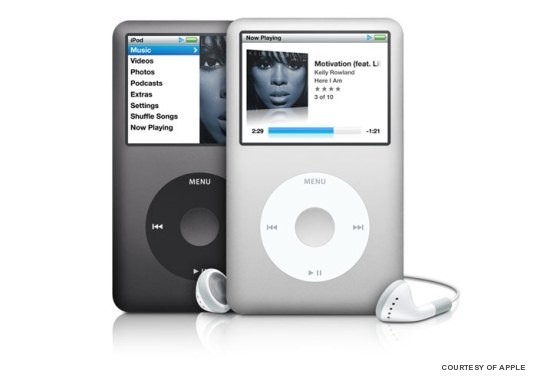 iPod
Music
Videos
Photos
Podcasts
Extras
Settings
Shuffle Songs
Now Playing
MENU
Now Playing
Motivation (feat. Li
Kelly Rowland
Here I Am
3 of 10
2:29
-1:21
MENU
COURTESY OF APPLE